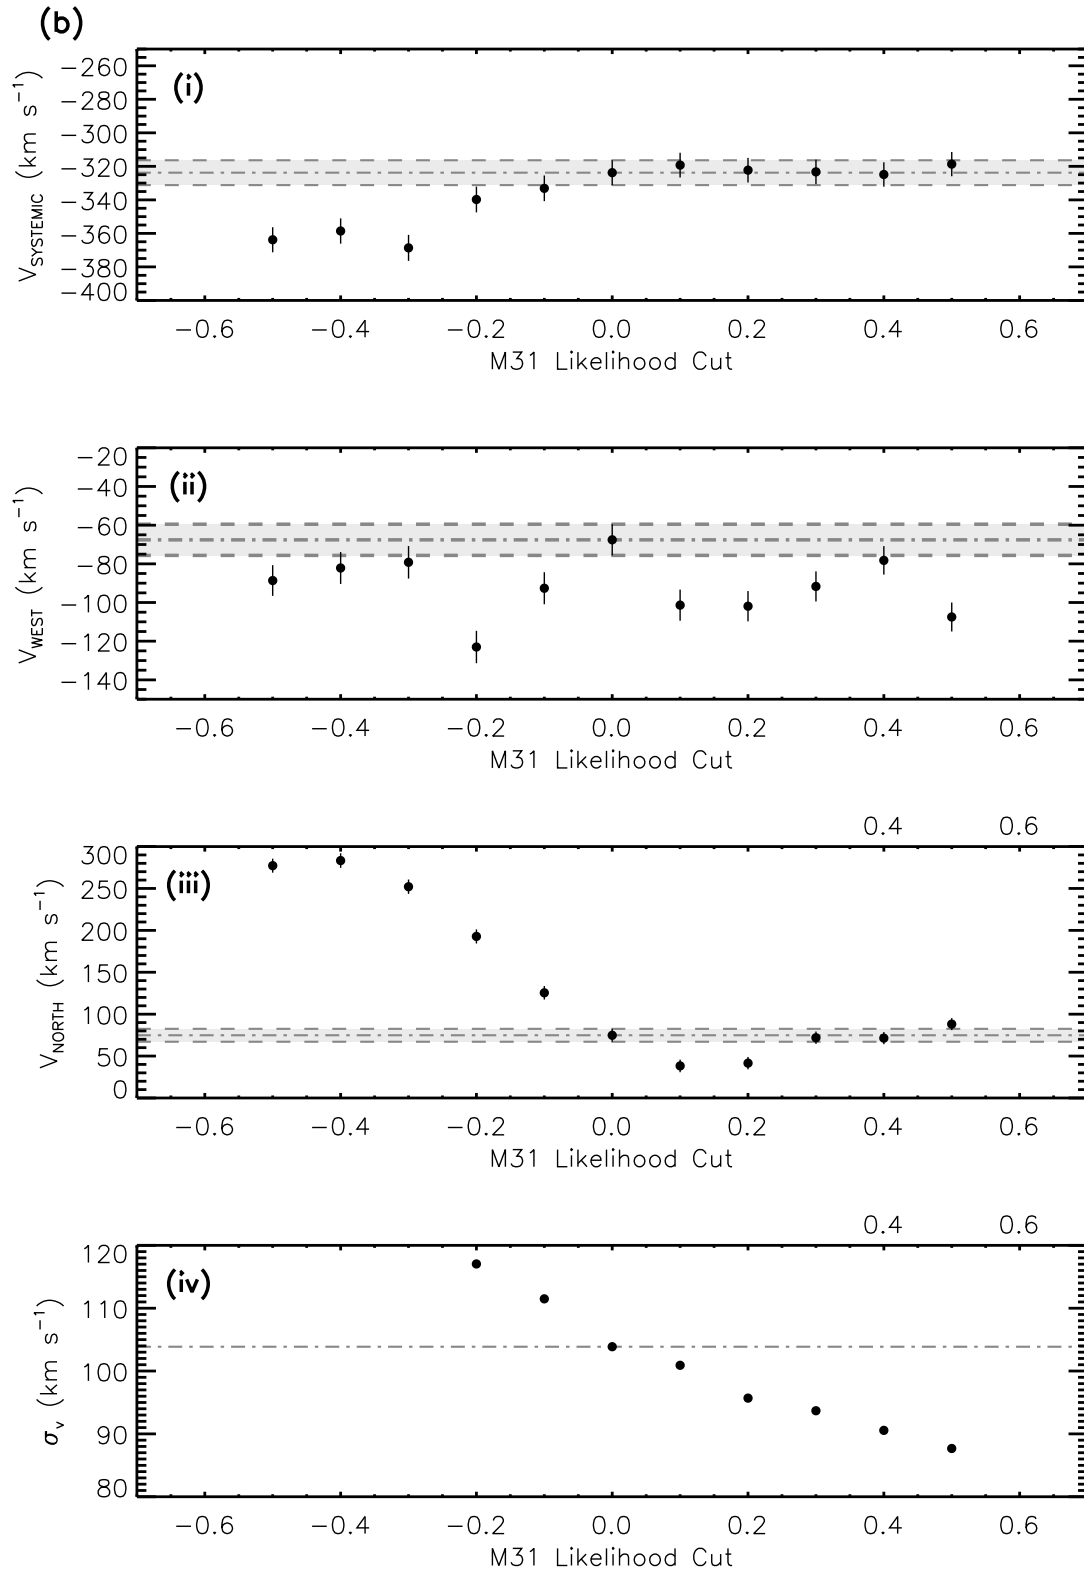 (b)
(i)
V_SYSTEMIC (km s⁻¹)
−260
−280
−300
−320
−340
−360
−380
−400
−0.6 −0.4 −0.2 0.0 0.2 0.4 0.6
M31 Likelihood Cut
(ii)
V_WEST (km s⁻¹)
−20
−40
−60
−80
−100
−120
−140
−0.6 −0.4 −0.2 0.0 0.2 0.4 0.6
M31 Likelihood Cut
0.4 0.6
(iii)
V_NORTH (km s⁻¹)
300
250
200
150
100
50
0
−0.6 −0.4 −0.2 0.0 0.2 0.4 0.6
M31 Likelihood Cut
0.4 0.6
(iv)
σ_v (km s⁻¹)
120
110
100
90
80
−0.6 −0.4 −0.2 0.0 0.2 0.4 0.6
M31 Likelihood Cut